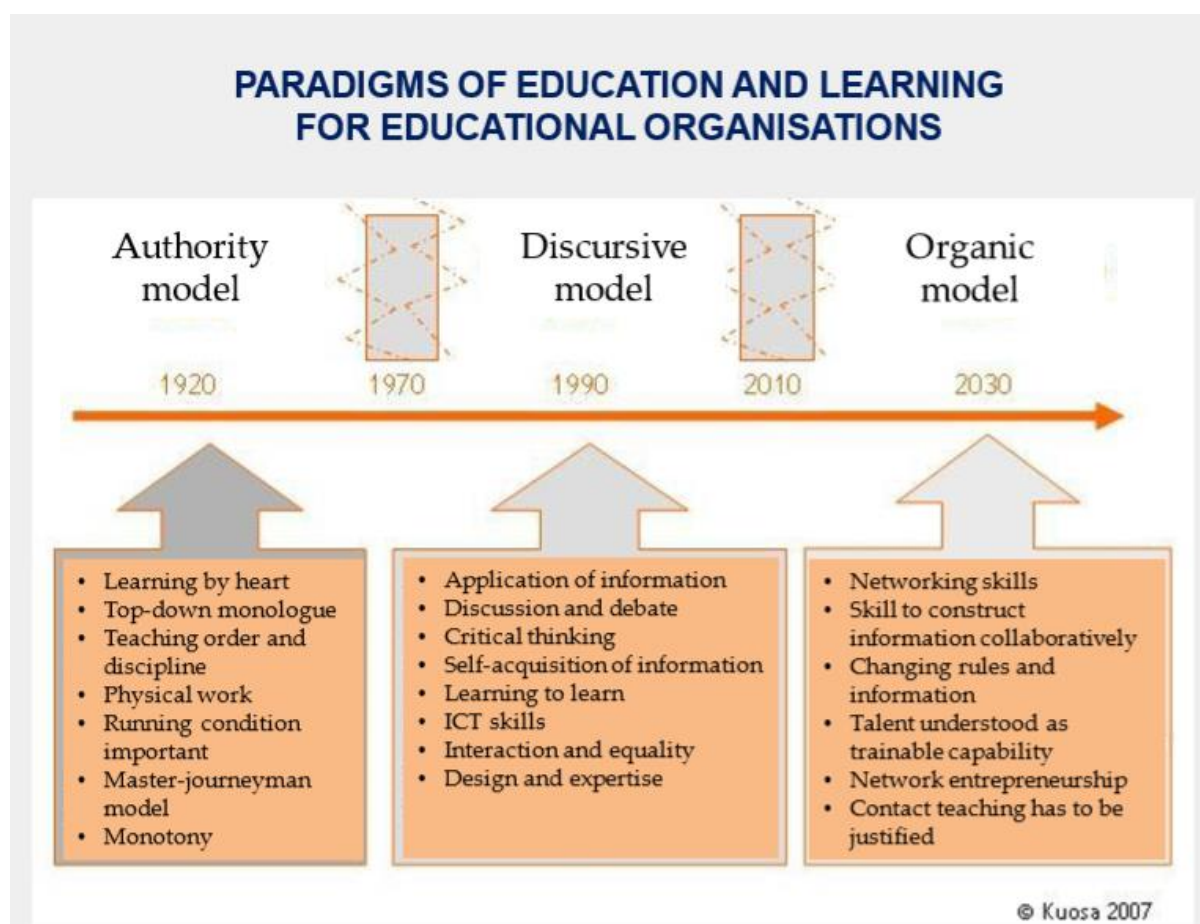 PARADIGMS OF EDUCATION AND LEARNING
FOR EDUCATIONAL ORGANISATIONS
Authority
model
Discursive
model
Organic
model
1920
1970
1990
2010
2030
• Learning by heart
• Top-down monologue
• Teaching order and
discipline
• Physical work
• Running condition
important
• Master-journeyman
model
• Monotony
• Application of information
• Discussion and debate
• Critical thinking
• Self-acquisition of information
• Learning to learn
• ICT skills
• Interaction and equality
• Design and expertise
• Networking skills
• Skill to construct
information collaboratively
• Changing rules and
information
• Talent understood as
trainable capability
• Network entrepreneurship
• Contact teaching has to be
justified
© Kuosa 2007